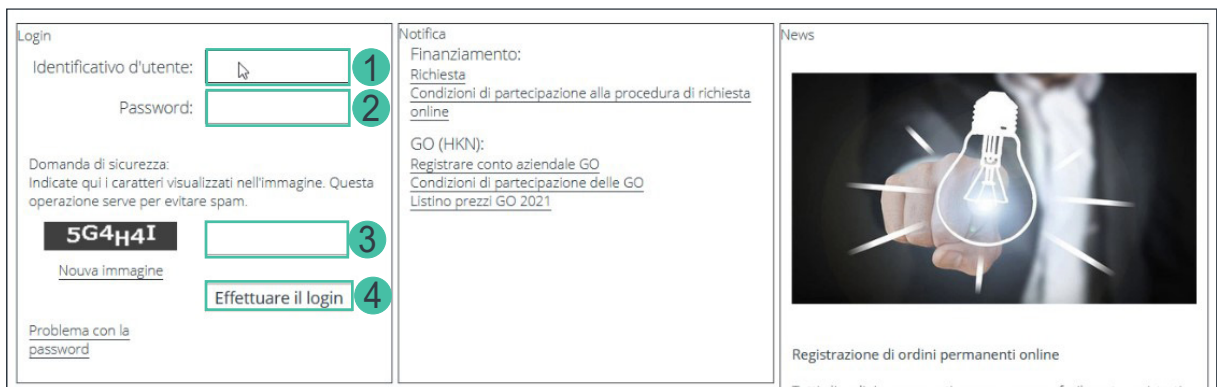 Login
Identificativo d'utente:
1
Password:
2
Domanda di sicurezza:
Indicate qui i caratteri visualizzati nell'immagine. Questa
operazione serve per evitare spam.
5G4H4I
3
Nouva immagine
Effettuare il login
4
Problema con la
password
Notifica
Finanziamento:
Richiesta
Condizioni di partecipazione alla procedura di richiesta
online
GO (HKN):
Registrare conto aziendale GO
Condizioni di partecipazione delle GO
Listino prezzi GO 2021
News
Registrazione di ordini permanenti online